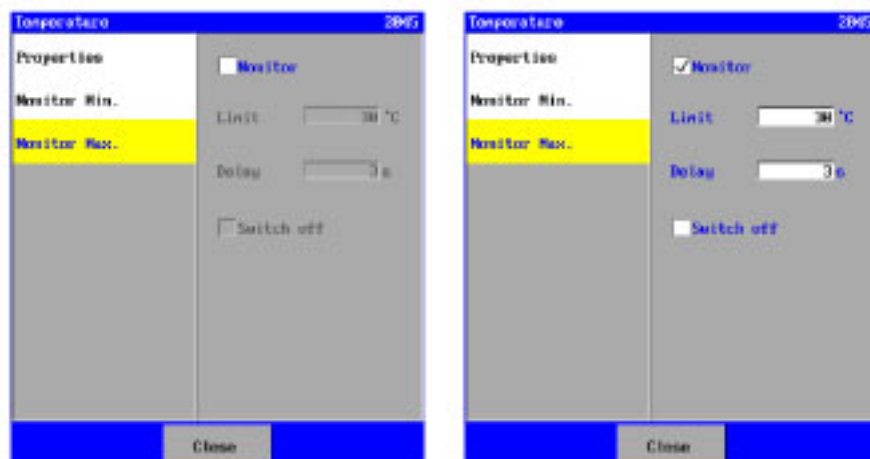 Temperature 2045
Properties
Monitor Min.
Monitor Max.
Monitor
Limit 30 °C
Delay 3 s
Switch off
Close
Temperature 2045
Properties
Monitor Min.
Monitor Max.
Monitor
Limit 30 °C
Delay 3 s
Switch off
Close